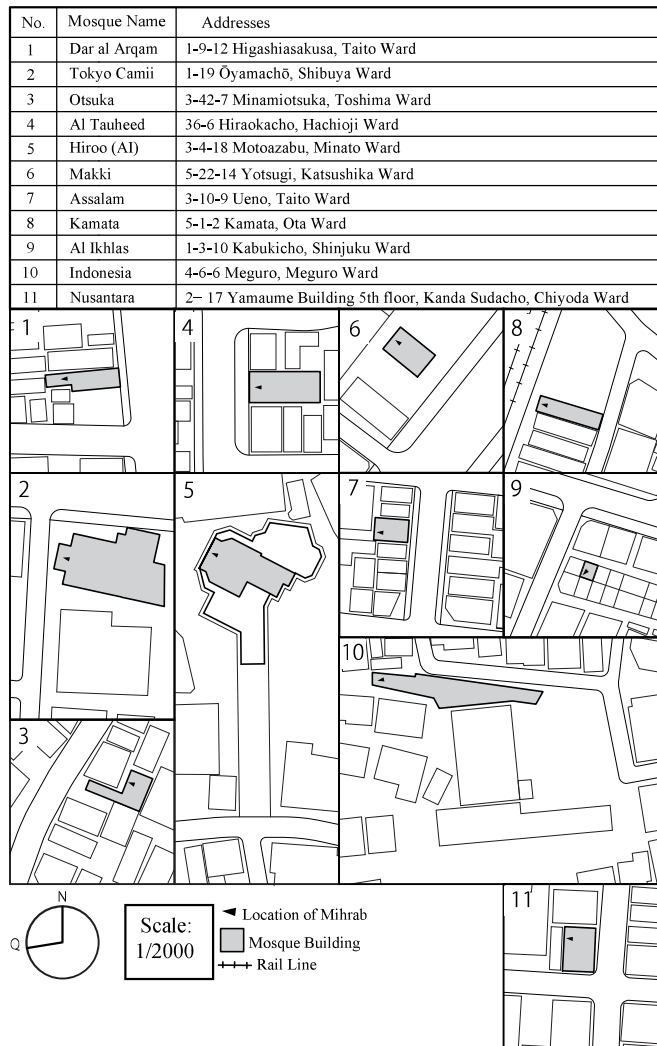 No. Mosque Name Addresses
1 Dar al Arqam 1-9-12 Higashiasakusa, Taito Ward
2 Tokyo Camii 1-19 Ōyamachō, Shibuya Ward
3 Otsuka 3-42-7 Minamiotsuka, Toshima Ward
4 Al Tauheed 36-6 Hiraokacho, Hachioji Ward
5 Hiroo (AI) 3-4-18 Motoazabu, Minato Ward
6 Makki 5-22-14 Yotsugi, Katsushika Ward
7 Assalam 3-10-9 Ueno, Taito Ward
8 Kamata 5-1-2 Kamata, Ota Ward
9 Al Ikhlas 1-3-10 Kabukicho, Shinjuku Ward
10 Indonesia 4-6-6 Meguro, Meguro Ward
11 Nusantara 2– 17 Yamaume Building 5th floor, Kanda Sudacho, Chiyoda Ward
1
4
6
8
2
5
7
9
10
3
11
N
Q
Scale:
1/2000
Location of Mihrab
Mosque Building
Rail Line